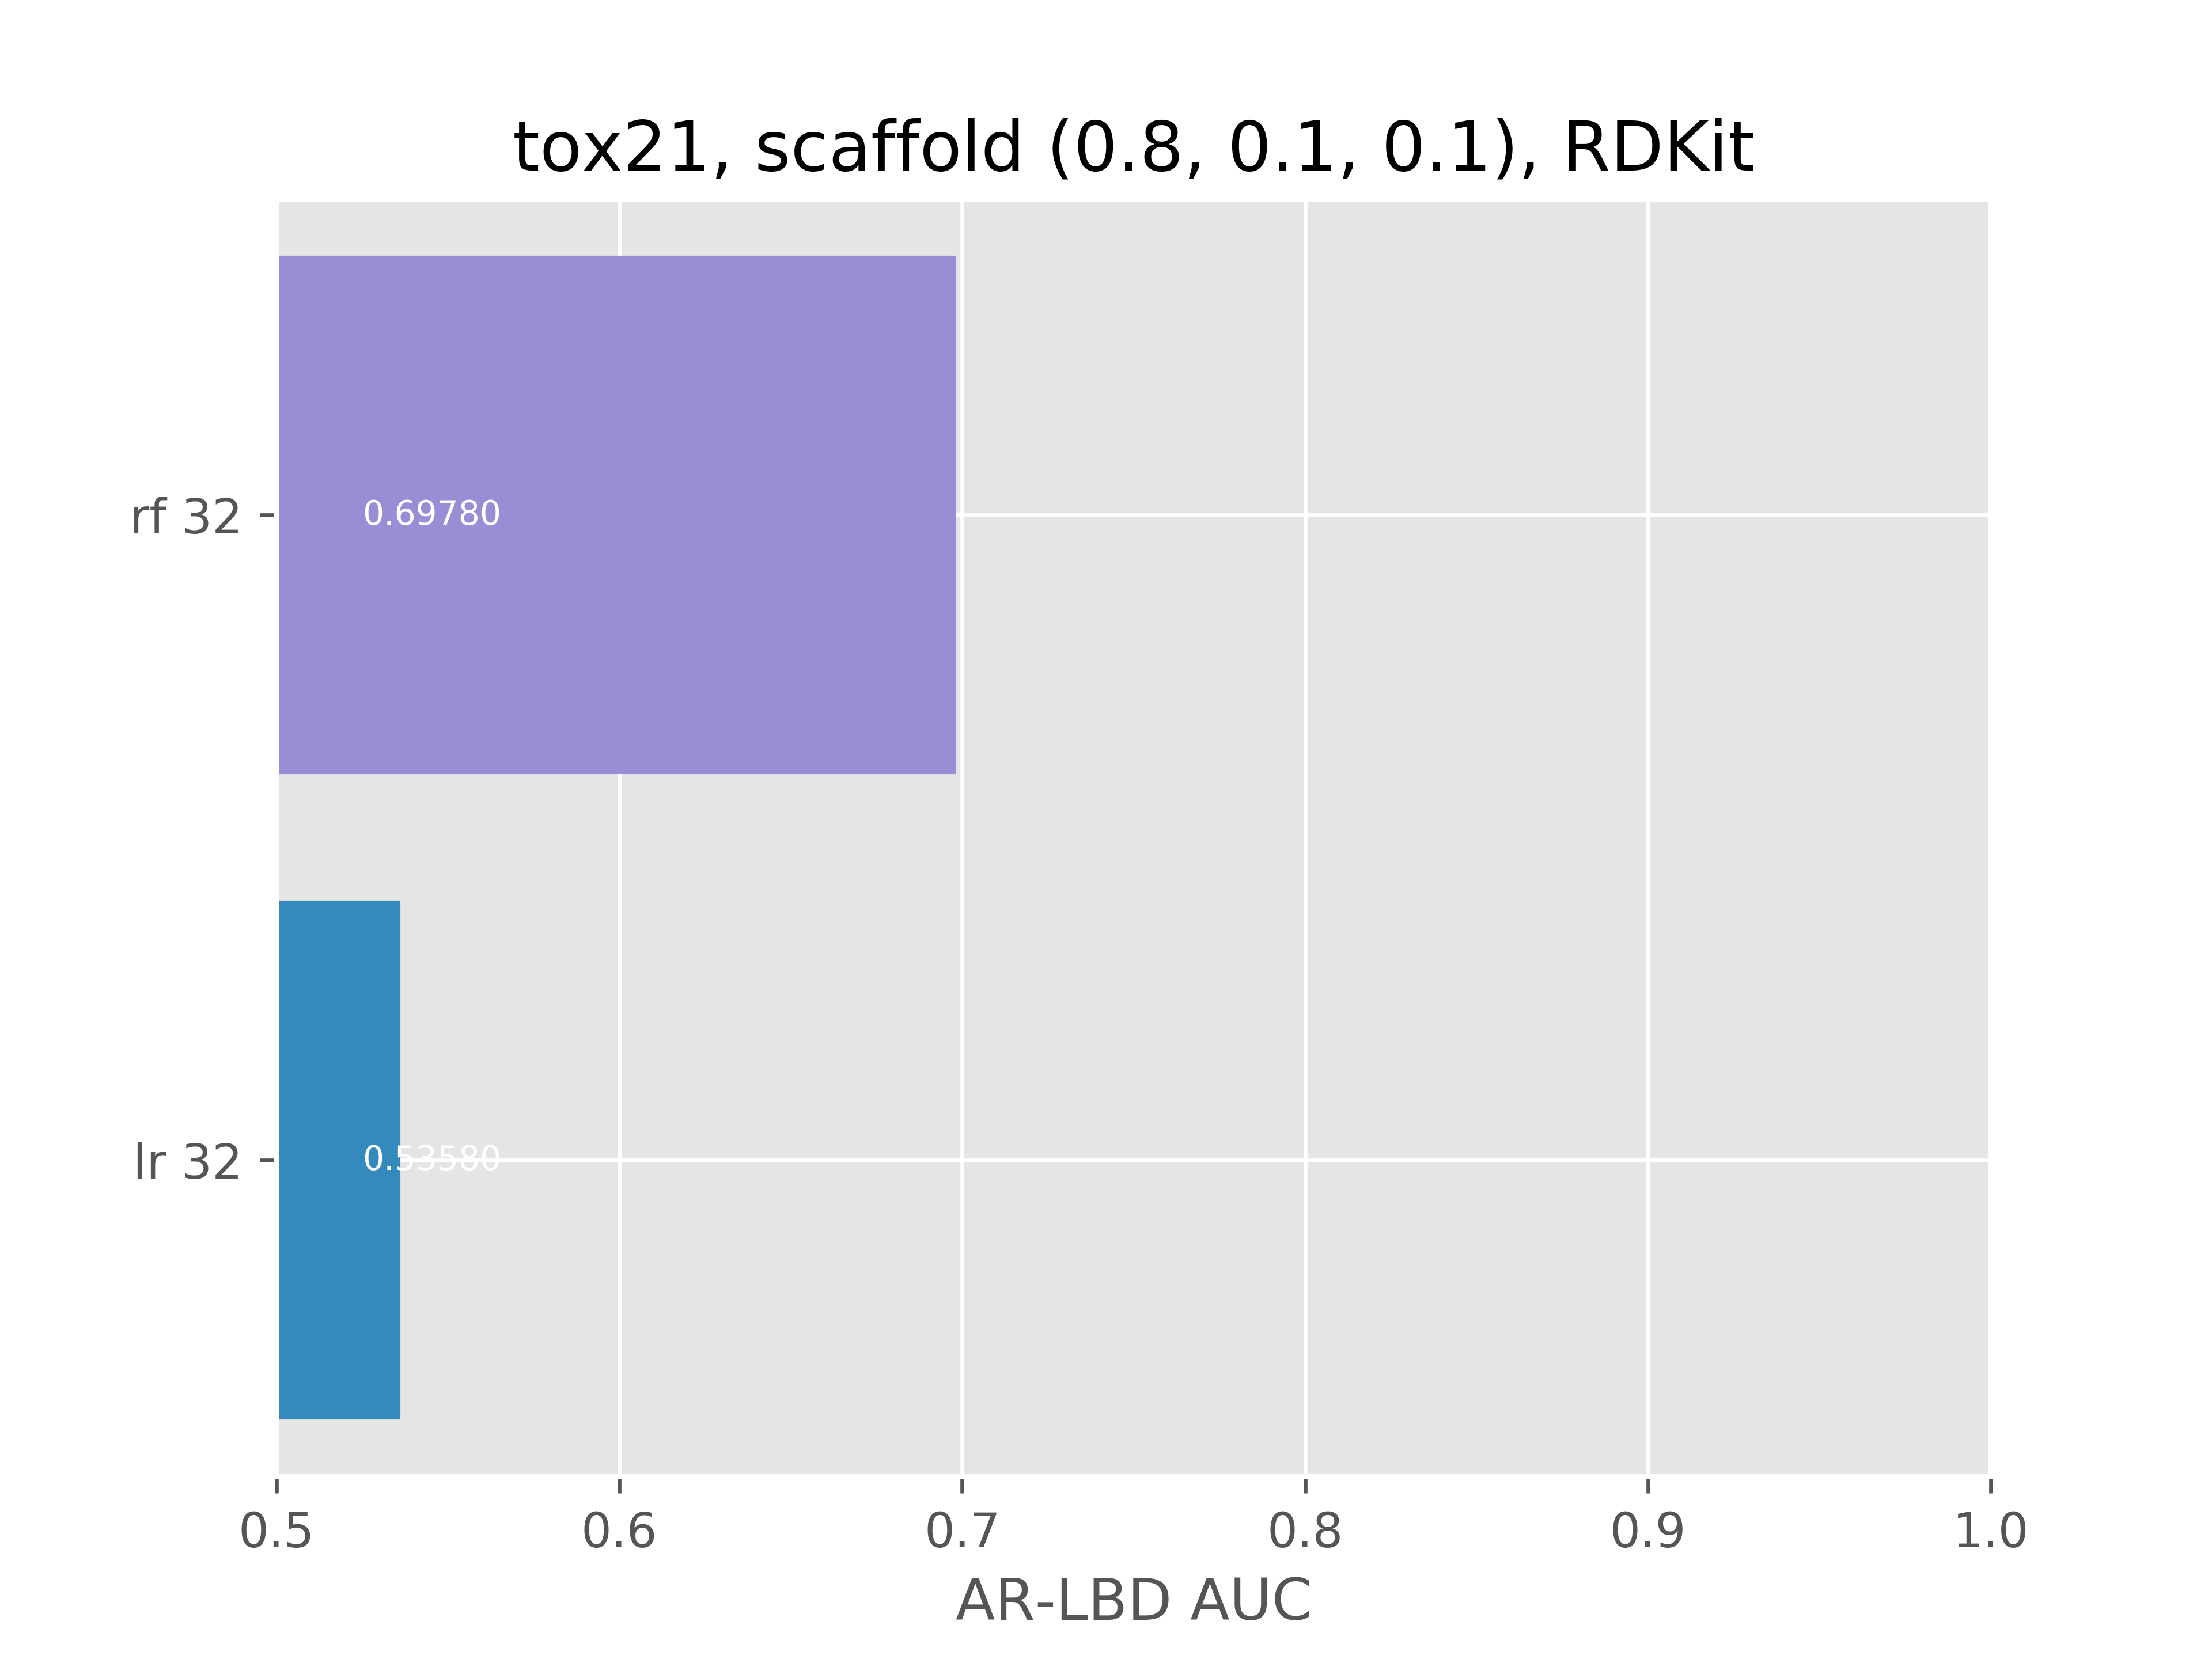 tox21, scaffold (0.8, 0.1, 0.1), RDKit
rf 32
0.69780
lr 32
0.53580
0.5 0.6 0.7 0.8 0.9 1.0
AR-LBD AUC